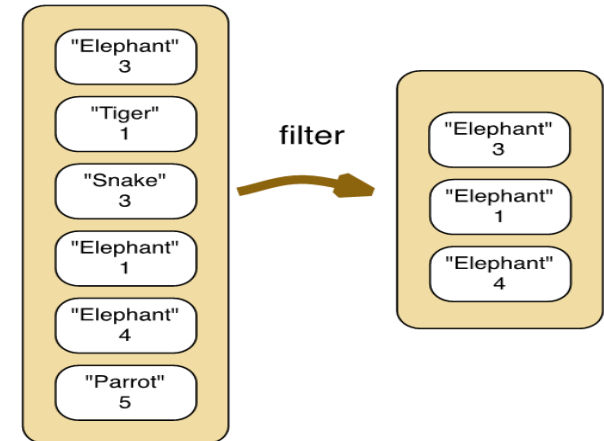 "Elephant"
3
"Tiger"
1
"Snake"
3
"Elephant"
1
"Elephant"
4
"Parrot"
5
filter
"Elephant"
3
"Elephant"
1
"Elephant"
4